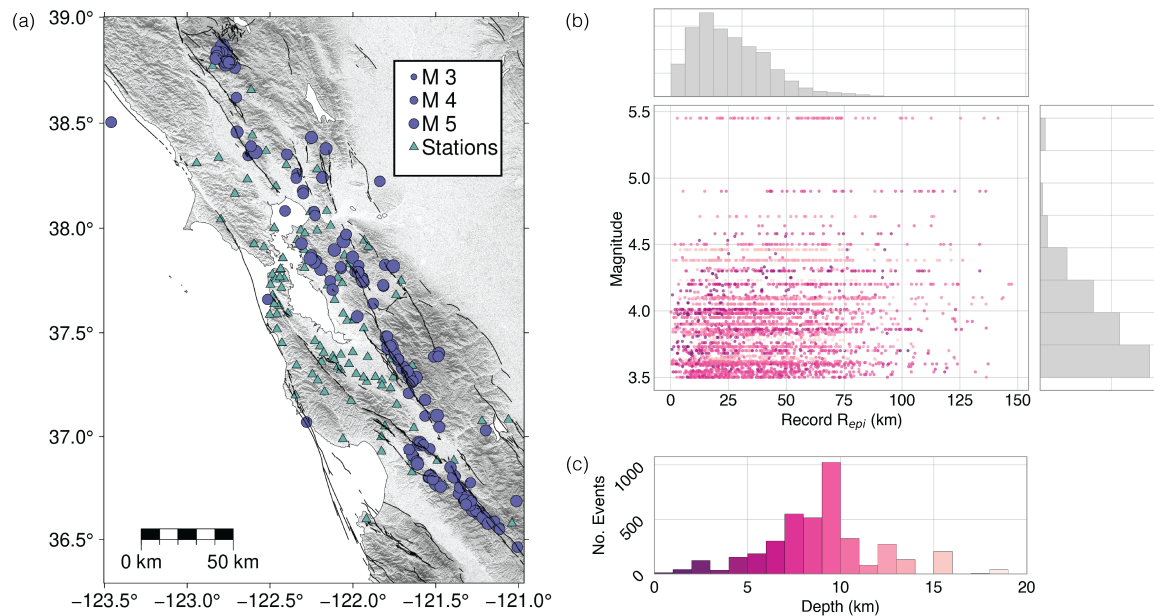 (a)
39.0°
38.5°
38.0°
37.5°
37.0°
36.5°
M 3
M 4
M 5
Stations
0 km 50 km
−123.5° −123.0° −122.5° −122.0° −121.5° −121.0°
(b)
5.5
5.0
4.5
4.0
3.5
Magnitude
0 25 50 75 100 125 150
Record Repi (km)
(c)
1000
500
0
No. Events
0 5 10 15 20
Depth (km)